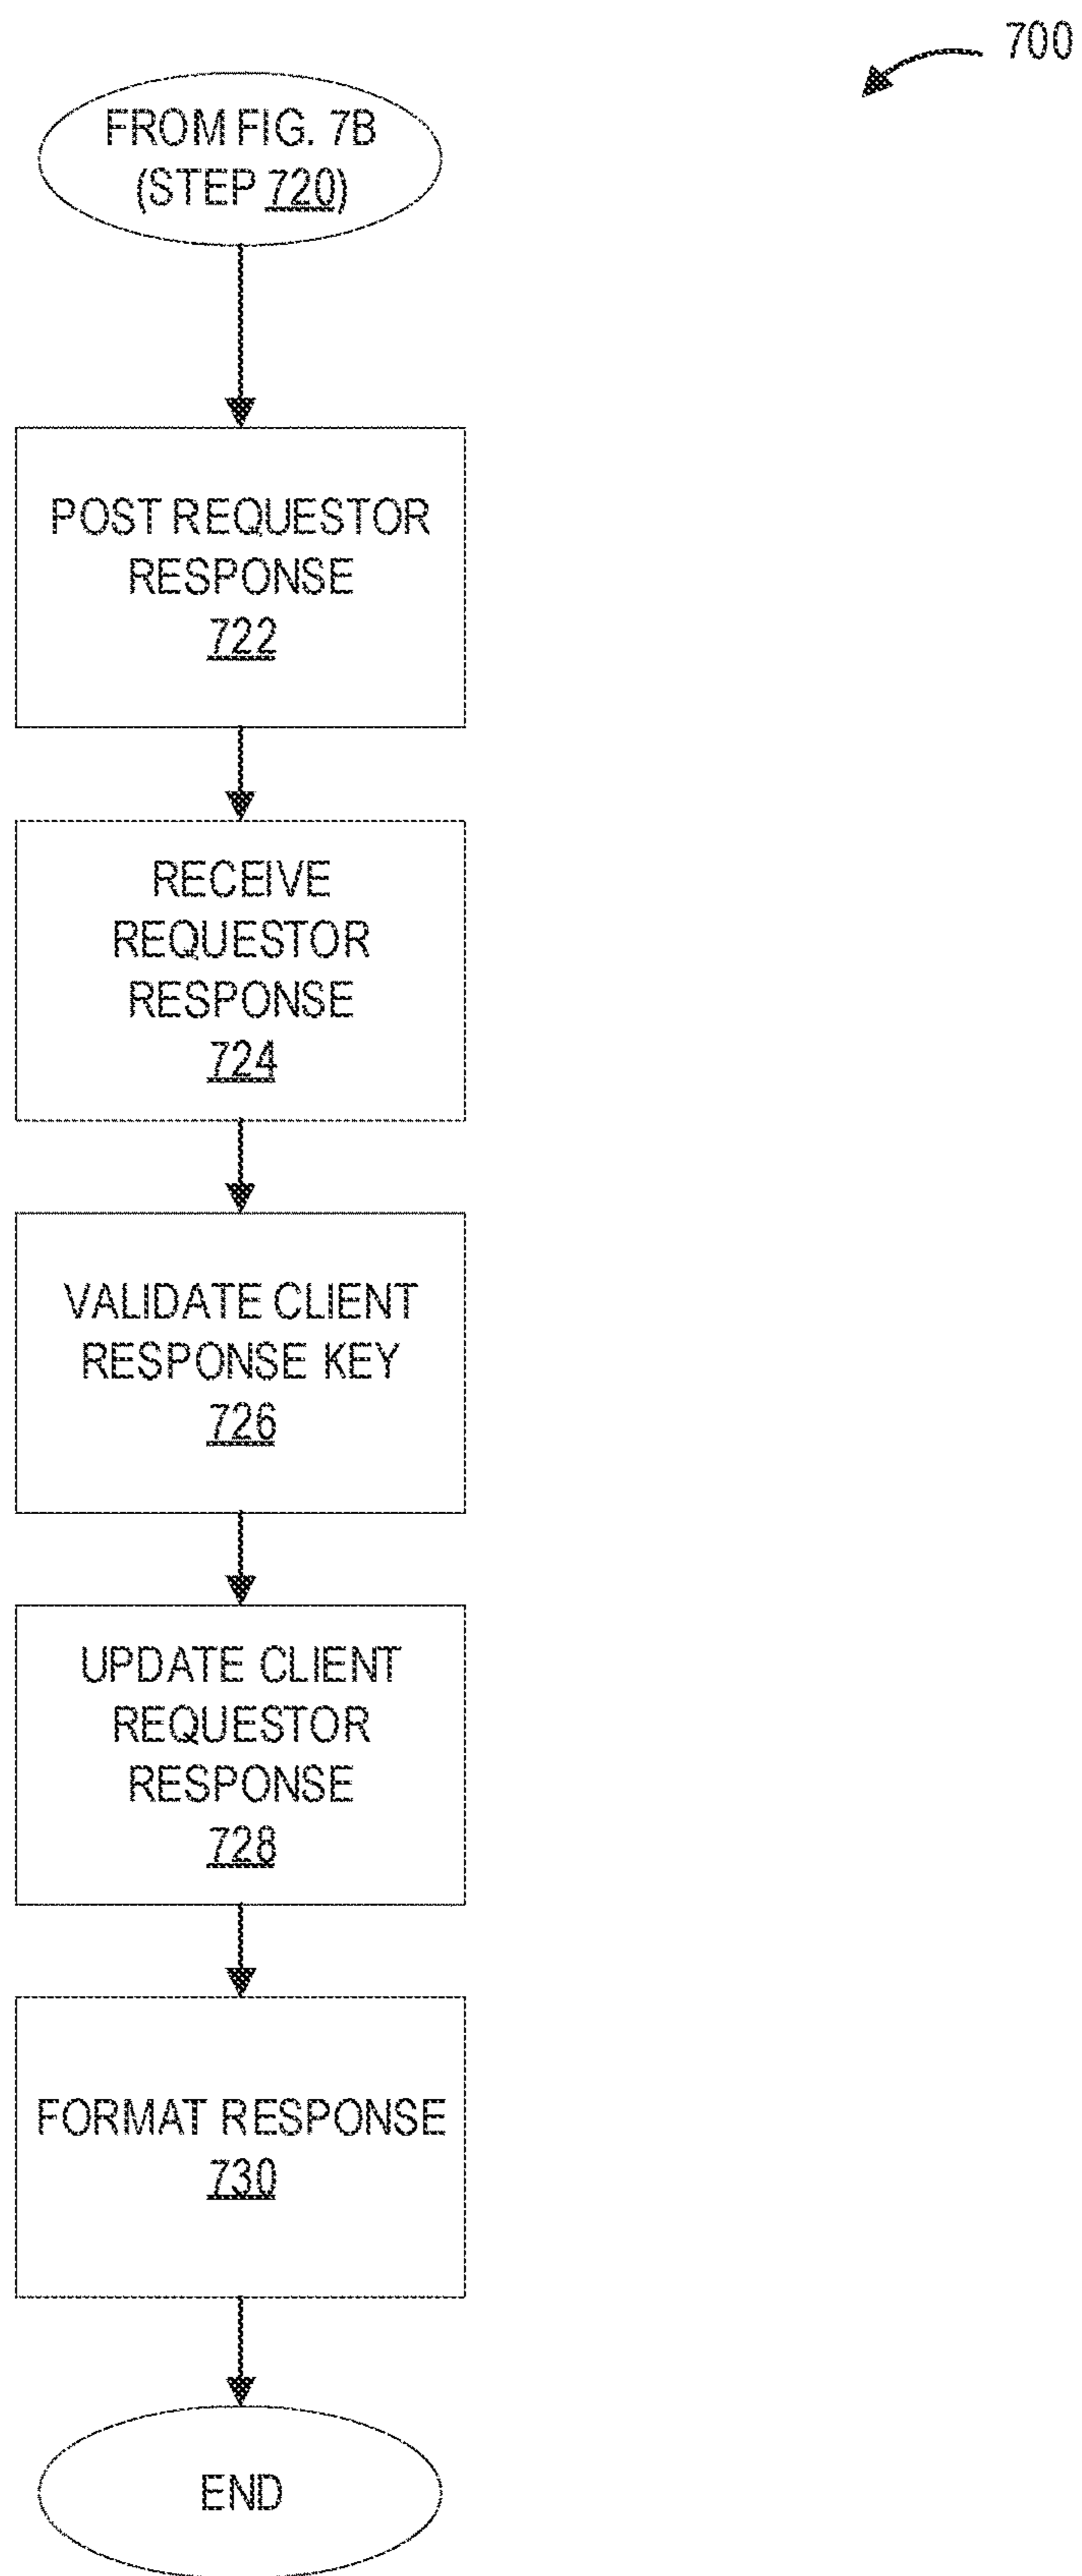 700
FROM FIG. 7B
(STEP 720)
POST REQUESTOR
RESPONSE
722
RECEIVE
REQUESTOR
RESPONSE
724
VALIDATE CLIENT
RESPONSE KEY
726
UPDATE CLIENT
REQUESTOR
RESPONSE
728
FORMAT RESPONSE
730
END